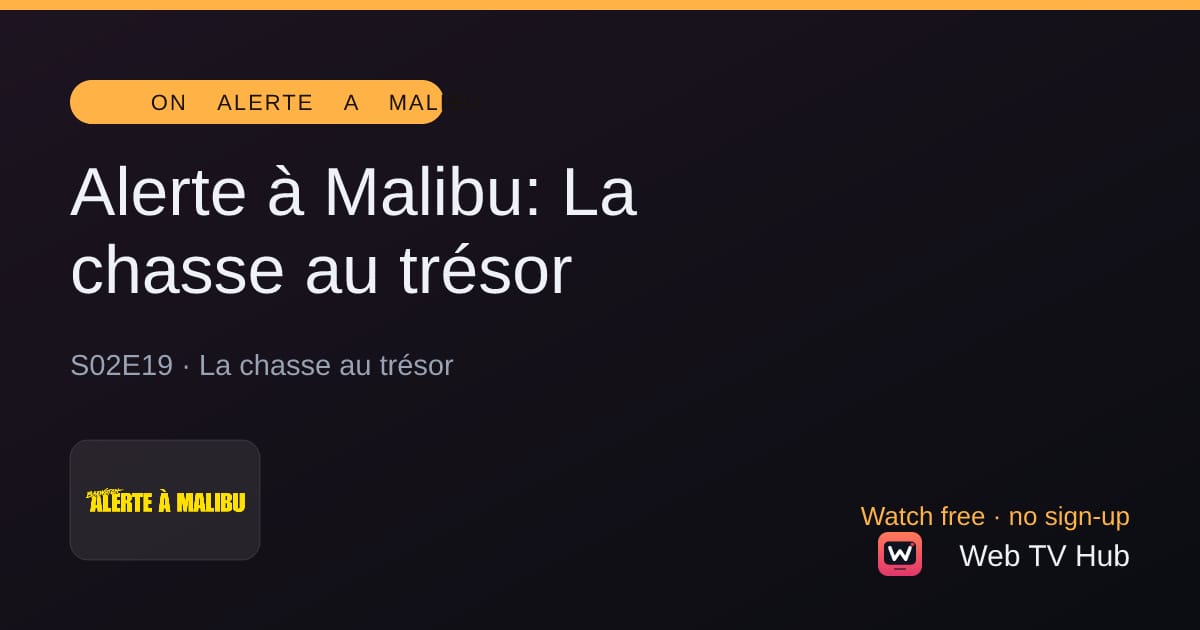 ON ALERTE A MALIBU
Alerte à Malibu: La
chasse au trésor
S02E19 · La chasse au trésor
ALERTE À MALIBU
Watch free · no sign-up
Web TV Hub